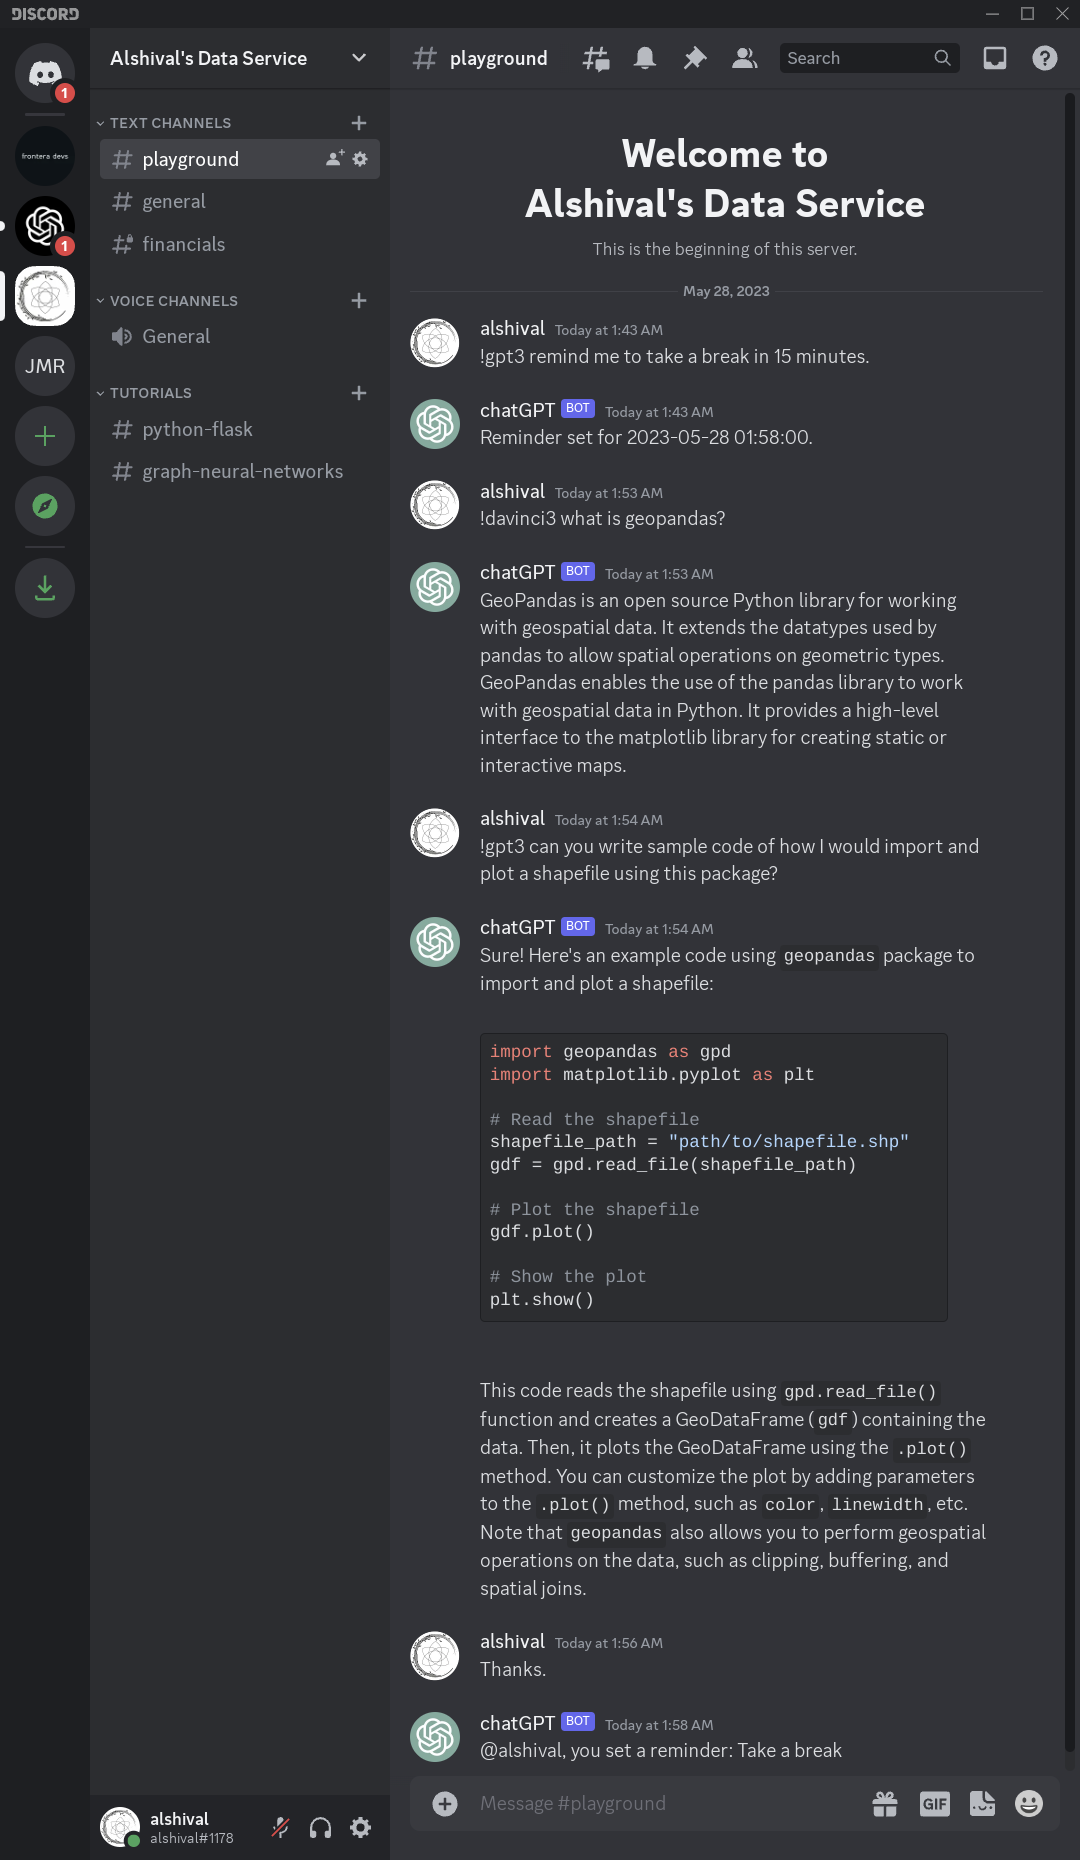 DISCORD
1
frontera devs
1
JMR
Alshival's Data Service
TEXT CHANNELS
playground
general
financials
VOICE CHANNELS
General
TUTORIALS
python-flask
graph-neural-networks
alshival
alshival#1178
playground
Search
Welcome to
Alshival's Data Service
This is the beginning of this server.
May 28, 2023
alshival Today at 1:43 AM
!gpt3 remind me to take a break in 15 minutes.
chatGPT BOT Today at 1:43 AM
Reminder set for 2023-05-28 01:58:00.
alshival Today at 1:53 AM
!davinci3 what is geopandas?
chatGPT BOT Today at 1:53 AM
GeoPandas is an open source Python library for working
with geospatial data. It extends the datatypes used by
pandas to allow spatial operations on geometric types.
GeoPandas enables the use of the pandas library to work
with geospatial data in Python. It provides a high-level
interface to the matplotlib library for creating static or
interactive maps.
alshival Today at 1:54 AM
!gpt3 can you write sample code of how I would import and
plot a shapefile using this package?
chatGPT BOT Today at 1:54 AM
Sure! Here's an example code using geopandas package to
import and plot a shapefile:
import geopandas as gpd
import matplotlib.pyplot as plt
# Read the shapefile
shapefile_path = "path/to/shapefile.shp"
gdf = gpd.read_file(shapefile_path)
# Plot the shapefile
gdf.plot()
# Show the plot
plt.show()
This code reads the shapefile using gpd.read_file()
function and creates a GeoDataFrame (gdf) containing the
data. Then, it plots the GeoDataFrame using the .plot()
method. You can customize the plot by adding parameters
to the .plot() method, such as color, linewidth, etc.
Note that geopandas also allows you to perform geospatial
operations on the data, such as clipping, buffering, and
spatial joins.
alshival Today at 1:56 AM
Thanks.
chatGPT BOT Today at 1:58 AM
@alshival, you set a reminder: Take a break
Message #playground
GIF